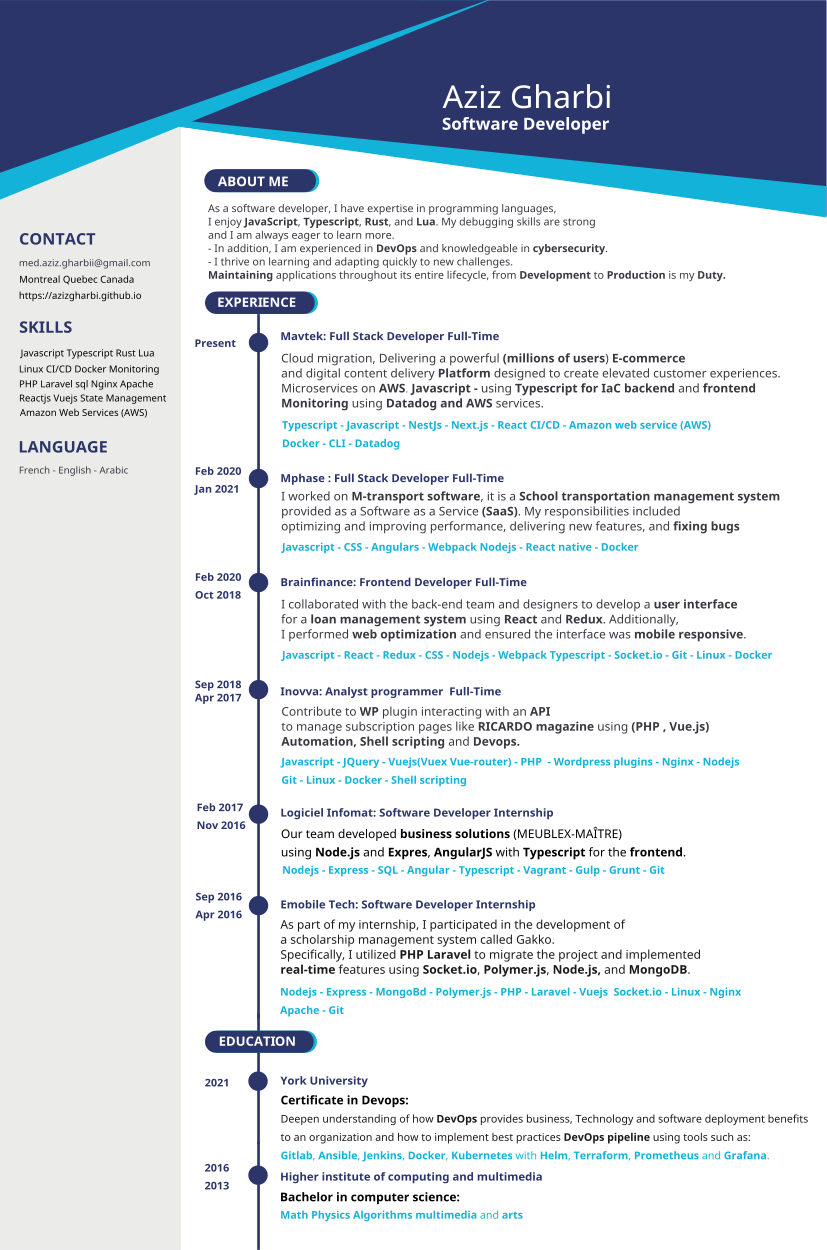 Aziz Gharbi
Software Developer
CONTACT
med.aziz.gharbii@gmail.com
Montreal Quebec Canada
https://azizgharbi.github.io
SKILLS
Javascript Typescript Rust Lua
Linux CI/CD Docker Monitoring
PHP Laravel sql Nginx Apache
Reactjs Vuejs State Management
Amazon Web Services (AWS)
LANGUAGE
French - English - Arabic
ABOUT ME
As a software developer, I have expertise in programming languages,
I enjoy JavaScript, Typescript, Rust, and Lua. My debugging skills are strong
and I am always eager to learn more.
- In addition, I am experienced in DevOps and knowledgeable in cybersecurity.
- I thrive on learning and adapting quickly to new challenges.
Maintaining applications throughout its entire lifecycle, from Development to Production is my Duty.
EXPERIENCE
Present
Mavtek: Full Stack Developer Full-Time
Cloud migration, Delivering a powerful (millions of users) E-commerce
and digital content delivery Platform designed to create elevated customer experiences.
Microservices on AWS. Javascript - using Typescript for IaC backend and frontend
Monitoring using Datadog and AWS services.
Typescript - Javascript - NestJs - Next.js - React CI/CD - Amazon web service (AWS)
Docker - CLI - Datadog
Feb 2020
Jan 2021
Mphase : Full Stack Developer Full-Time
I worked on M-transport software, it is a School transportation management system
provided as a Software as a Service (SaaS). My responsibilities included
optimizing and improving performance, delivering new features, and fixing bugs
Javascript - CSS - Angulars - Webpack Nodejs - React native - Docker
Feb 2020
Oct 2018
Brainfinance: Frontend Developer Full-Time
I collaborated with the back-end team and designers to develop a user interface
for a loan management system using React and Redux. Additionally,
I performed web optimization and ensured the interface was mobile responsive.
Javascript - React - Redux - CSS - Nodejs - Webpack Typescript - Socket.io - Git - Linux - Docker
Sep 2018
Apr 2017
Inovva: Analyst programmer Full-Time
Contribute to WP plugin interacting with an API
to manage subscription pages like RICARDO magazine using (PHP , Vue.js)
Automation, Shell scripting and Devops.
Javascript - JQuery - Vuejs(Vuex Vue-router) - PHP - Wordpress plugins - Nginx - Nodejs
Git - Linux - Docker - Shell scripting
Feb 2017
Nov 2016
Logiciel Infomat: Software Developer Internship
Our team developed business solutions (MEUBLEX-MAÎTRE)
using Node.js and Expres, AngularJS with Typescript for the frontend.
Nodejs - Express - SQL - Angular - Typescript - Vagrant - Gulp - Grunt - Git
Sep 2016
Apr 2016
Emobile Tech: Software Developer Internship
As part of my internship, I participated in the development of
a scholarship management system called Gakko.
Specifically, I utilized PHP Laravel to migrate the project and implemented
real-time features using Socket.io, Polymer.js, Node.js, and MongoDB.
Nodejs - Express - MongoBd - Polymer.js - PHP - Laravel - Vuejs Socket.io - Linux - Nginx
Apache - Git
EDUCATION
2021
York University
Certificate in Devops:
Deepen understanding of how DevOps provides business, Technology and software deployment benefits
to an organization and how to implement best practices DevOps pipeline using tools such as:
Gitlab, Ansible, Jenkins, Docker, Kubernetes with Helm, Terraform, Prometheus and Grafana.
2016
2013
Higher institute of computing and multimedia
Bachelor in computer science:
Math Physics Algorithms multimedia and arts